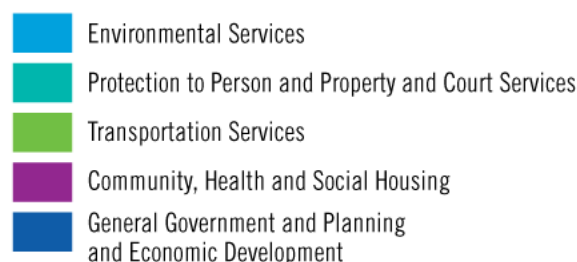 Environmental Services
Protection to Person and Property and Court Services
Transportation Services
Community, Health and Social Housing
General Government and Planning
and Economic Development